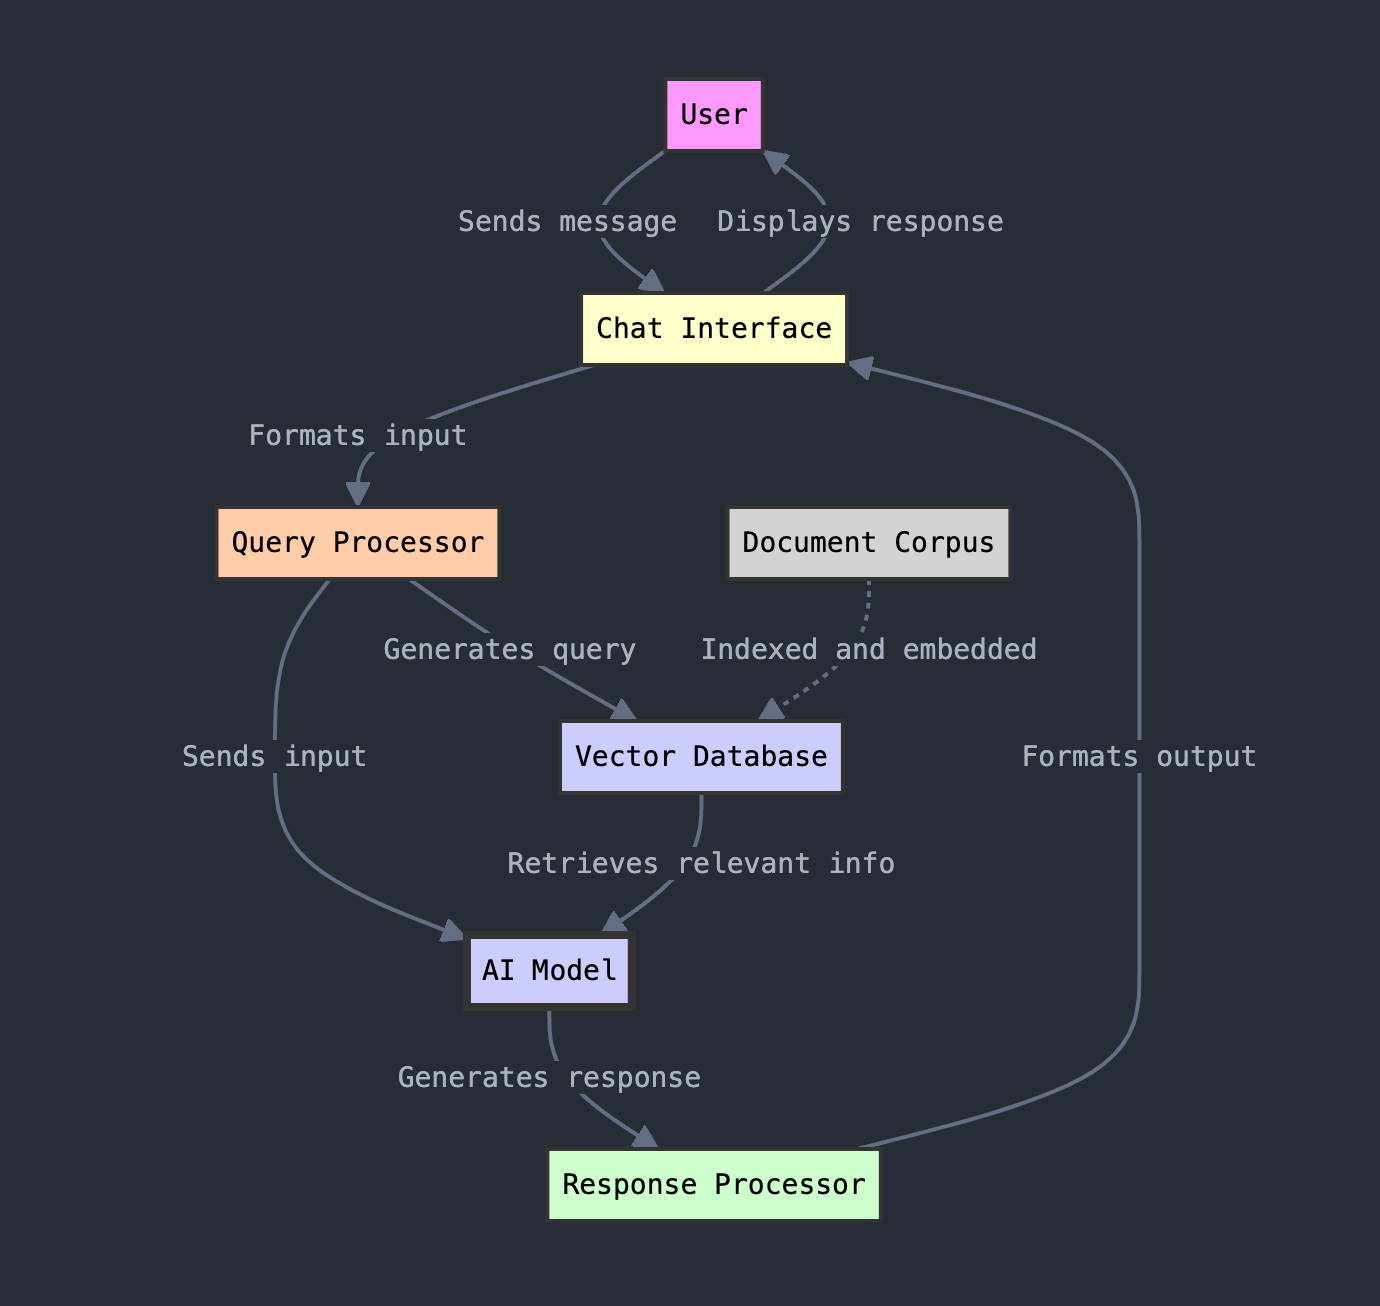 User
Sends message
Displays response
Chat Interface
Formats input
Query Processor
Document Corpus
Generates query
Indexed and embedded
Sends input
Vector Database
Formats output
Retrieves relevant info
AI Model
Generates response
Response Processor